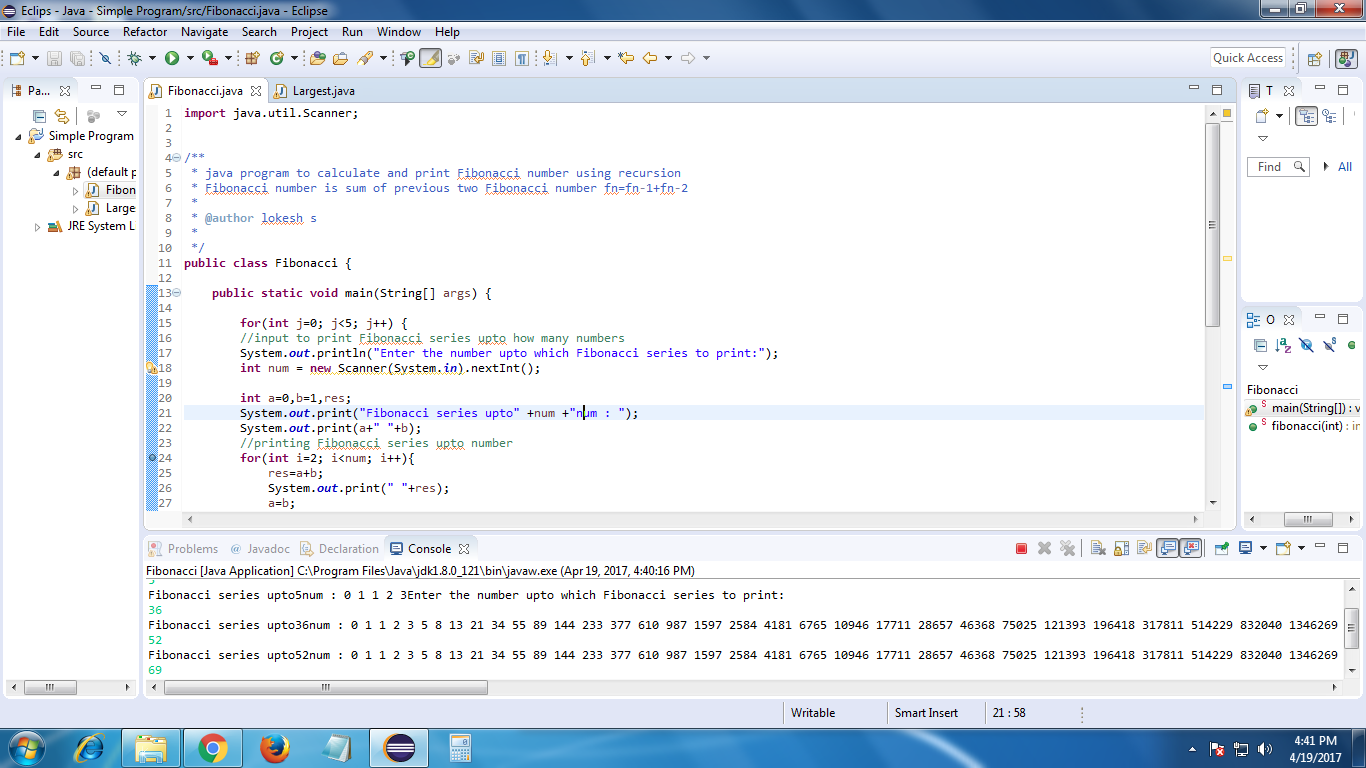 Eclips - Java - Simple Program/src/Fibonacci.java - Eclipse
File Edit Source Refactor Navigate Search Project Run Window Help
Quick Access
Pa...
Simple Program
src
(default p
Fibon
Large
JRE System L
Fibonacci.java Largest.java
1 import java.util.Scanner;
2
3
4 /**
5 * java program to calculate and print Fibonacci number using recursion
6 * Fibonacci number is sum of previous two Fibonacci number fn=fn-1+fn-2
7 *
8 * @author lokesh s
9 *
10 */
11 public class Fibonacci {
12
13 public static void main(String[] args) {
14
15 for(int j=0; j<5; j++) {
16 //input to print Fibonacci series upto how many numbers
17 System.out.println("Enter the number upto which Fibonacci series to print:");
18 int num = new Scanner(System.in).nextInt();
19
20 int a=0,b=1,res;
21 System.out.print("Fibonacci series upto" +num +"num : ");
22 System.out.print(a+" "+b);
23 //printing Fibonacci series upto number
24 for(int i=2; i<num; i++){
25 res=a+b;
26 System.out.print(" "+res);
27 a=b;
T
Find
All
O
Fibonacci
main(String[]) : v
fibonacci(int) : in
Problems Javadoc Declaration Console
Fibonacci [Java Application] C:\Program Files\Java\jdk1.8.0_121\bin\javaw.exe (Apr 19, 2017, 4:40:16 PM)
Fibonacci series upto5num : 0 1 1 2 3Enter the number upto which Fibonacci series to print:
36
Fibonacci series upto36num : 0 1 1 2 3 5 8 13 21 34 55 89 144 233 377 610 987 1597 2584 4181 6765 10946 17711 28657 46368 75025 121393 196418 317811 514229 832040 1346269
52
Fibonacci series upto52num : 0 1 1 2 3 5 8 13 21 34 55 89 144 233 377 610 987 1597 2584 4181 6765 10946 17711 28657 46368 75025 121393 196418 317811 514229 832040 1346269
69
Writable Smart Insert 21 : 58
4:41 PM
4/19/2017